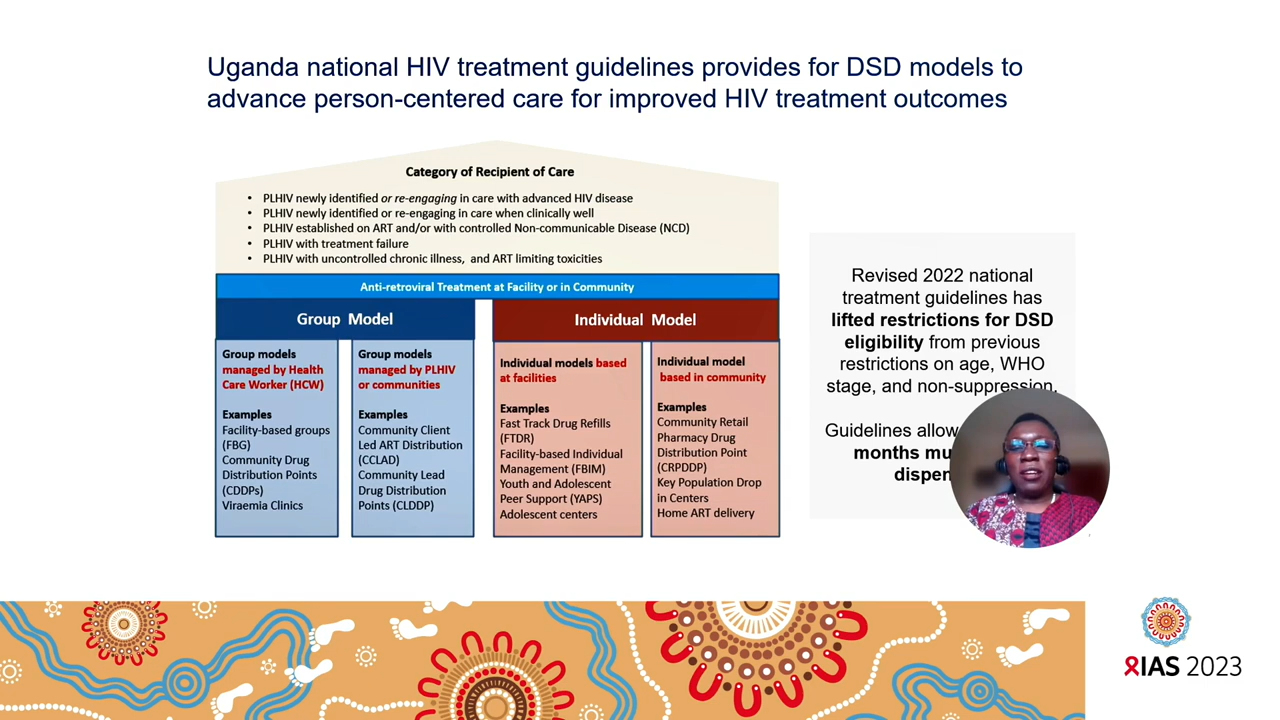 Uganda national HIV treatment guidelines provides for DSD models to
advance person-centered care for improved HIV treatment outcomes
Category of Recipient of Care
• PLHIV newly identified or re-engaging in care with advanced HIV disease
• PLHIV newly identified or re-engaging in care when clinically well
• PLHIV established on ART and/or with controlled Non-communicable Disease (NCD)
• PLHIV with treatment failure
• PLHIV with uncontrolled chronic illness, and ART limiting toxicities
Anti-retroviral Treatment at Facility or in Community
Group Model
Group models
managed by Health
Care Worker (HCW)
Examples
Facility-based groups
(FBG)
Community Drug
Distribution Points
(CDDPs)
Viraemia Clinics
Group models
managed by PLHIV
or communities
Examples
Community Client
Led ART Distribution
(CCLAD)
Community Lead
Drug Distribution
Points (CLDDP)
Individual Model
Individual models based
at facilities
Examples
Fast Track Drug Refills
(FTDR)
Facility-based Individual
Management (FBIM)
Youth and Adolescent
Peer Support (YAPS)
Adolescent centers
Individual model
based in community
Examples
Community Retail
Pharmacy Drug
Distribution Point
(CRPDDP)
Key Population Drop
in Centers
Home ART delivery
Revised 2022 national
treatment guidelines has
lifted restrictions for DSD
eligibility from previous
restrictions on age, WHO
stage, and non-suppression.
Guidelines allow
months
IAS 2023